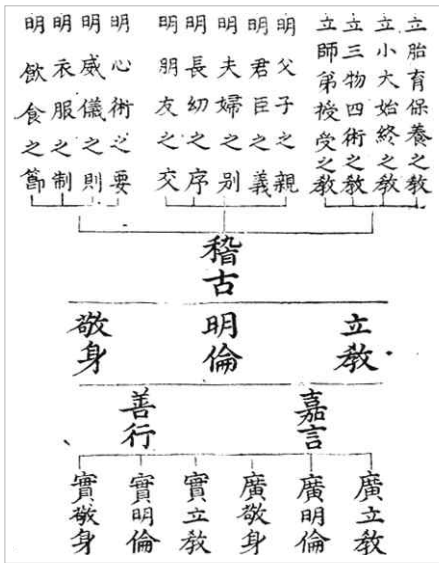 立胎育保養之教
立小大始終之教
立三物四術之教
立師弟授受之教
明父子之親
明君臣之義
明夫婦之別
明長幼之序
明朋友之交
明心術之要
明威儀之則
明衣服之制
明飲食之節
稽古
立教
明倫
敬身
嘉言
善行
廣立教
廣明倫
廣敬身
實立教
實明倫
實敬身